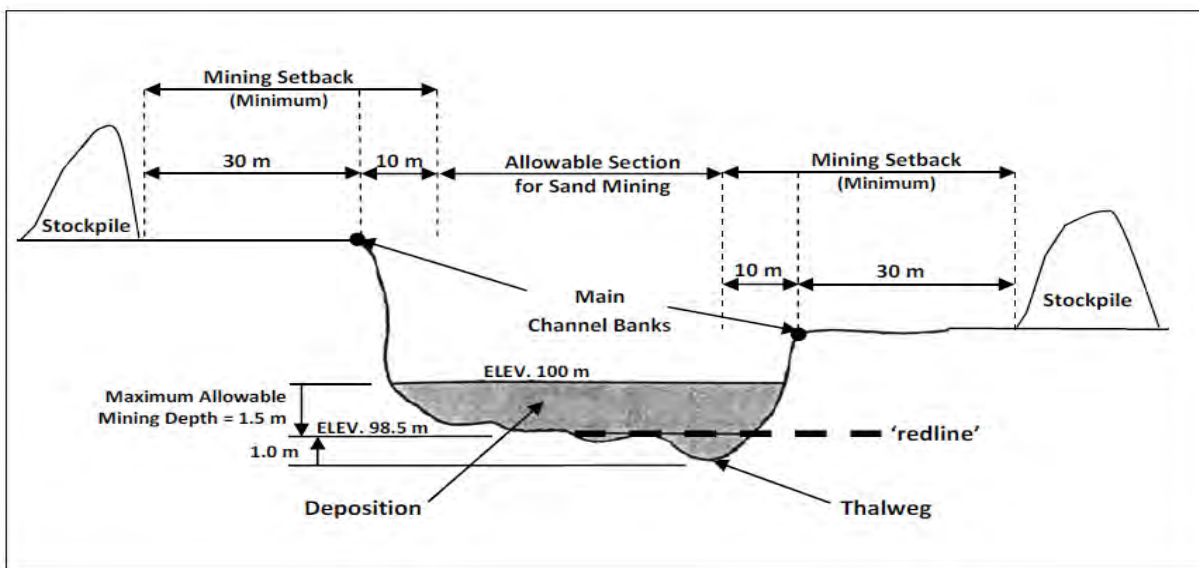 Mining Setback
(Minimum)
30 m
10 m
Allowable Section
for Sand Mining
Mining Setback
(Minimum)
Stockpile
10 m
30 m
Stockpile
Main
Channel Banks
ELEV. 100 m
Maximum Allowable
Mining Depth = 1.5 m
ELEV. 98.5 m
'redline'
1.0 m
Deposition
Thalweg